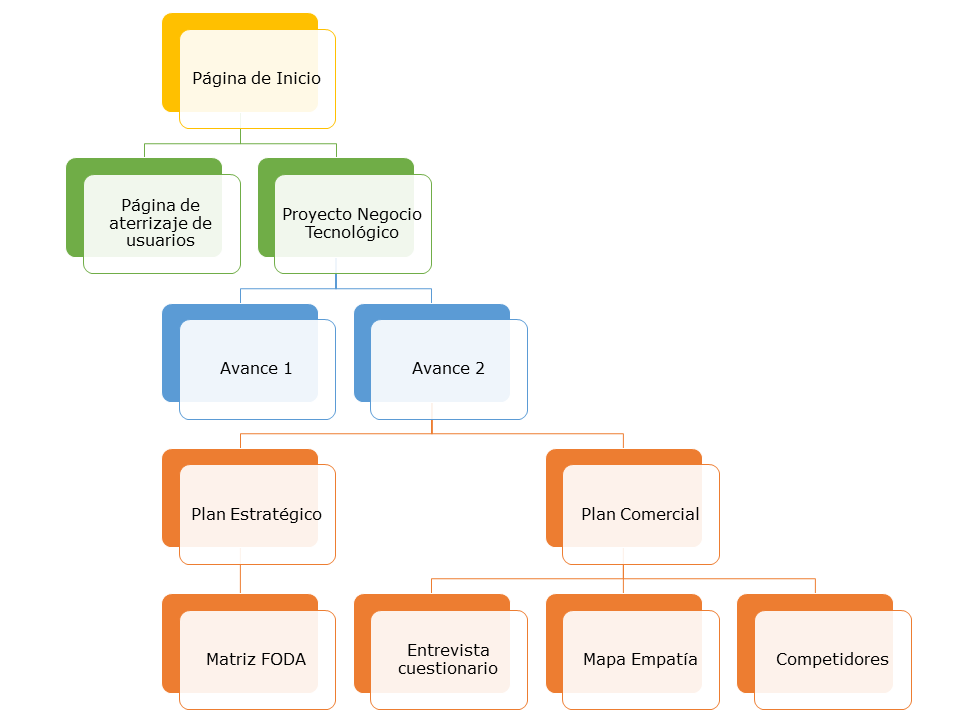 Página de Inicio
Página de
aterrizaje de
usuarios
Proyecto Negocio
Tecnológico
Avance 1
Avance 2
Plan Estratégico
Plan Comercial
Matriz FODA
Entrevista
cuestionario
Mapa Empatía
Competidores